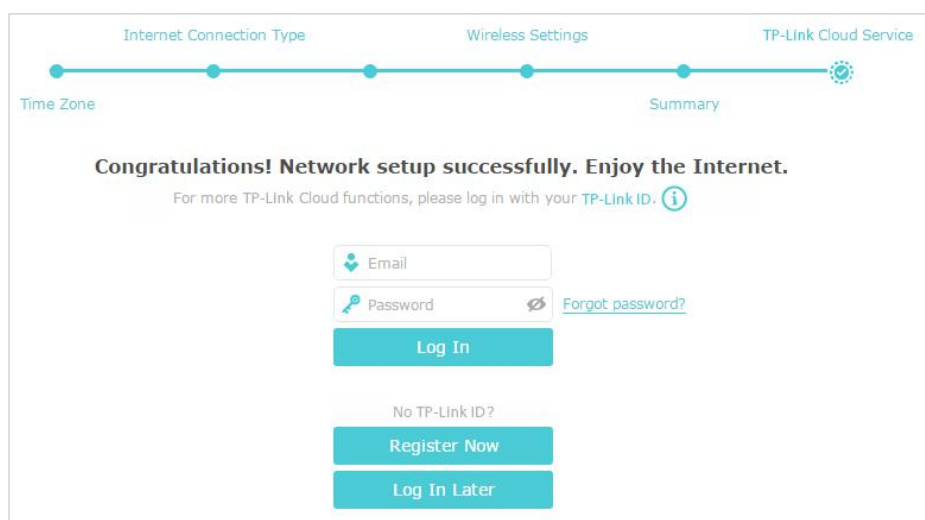 Internet Connection Type Wireless Settings TP-Link Cloud Service
Time Zone Summary
Congratulations! Network setup successfully. Enjoy the Internet.
For more TP-Link Cloud functions, please log in with your TP-Link ID. i
Email
Password Forgot password?
Log In
No TP-Link ID?
Register Now
Log In Later